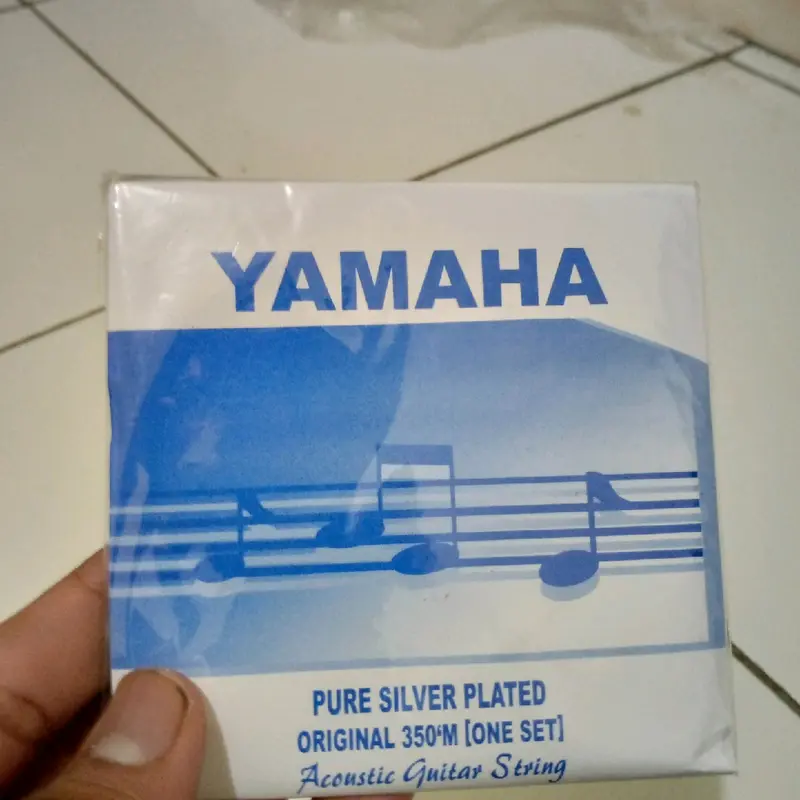 YAMAHA
PURE SILVER PLATED
ORIGINAL 350'M [ONE SET]
Acoustic Guitar String